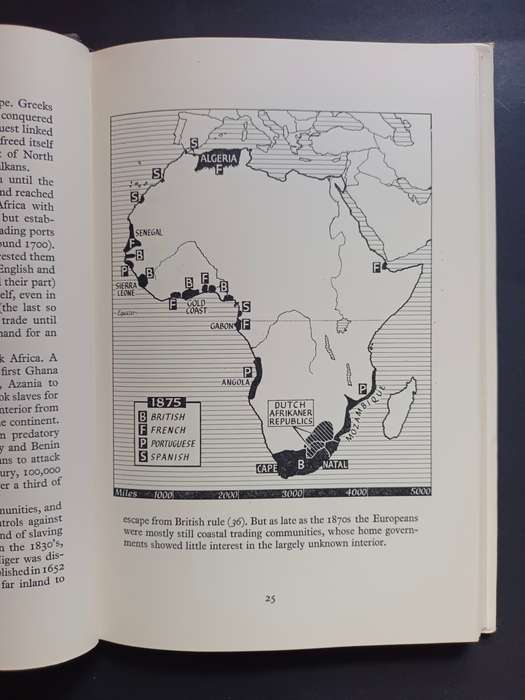 pe. Greeks
conquered
uest linked
freed itself
t of North
lkans.
until the
nd reached
Africa with
but estab-
ading ports
ound 1700).
rested them
English and
their part)
elf, even in
(the last so
trade until
nand for an
k Africa. A
first Ghana
, Azania to
ok slaves for
nterior from
e continent.
n predatory
y and Benin
ans to attack
ury, 100,000
er a third of
munities, and
ntrols against
nd of slaving
n the 1830's,
Niger was dis-
blished in 1652
far inland to
S
ALGERIA
F
S
S
SENEGAL
F
B
P
B
SIERRA
LEONE
F
B
F
B
GOLD
COAST
Equator
S
GABON
F
F
P
ANGOLA
P
MOZAMBIQUE
DUTCH
AFRIKANER
REPUBLICS
CAPE
B
NATAL
1875
B BRITISH
F FRENCH
P PORTUGUESE
S SPANISH
Miles 1000 2000 3000 4000 5000
escape from British rule (36). But as late as the 1870s the Europeans
were mostly still coastal trading communities, whose home govern-
ments showed little interest in the largely unknown interior.
25